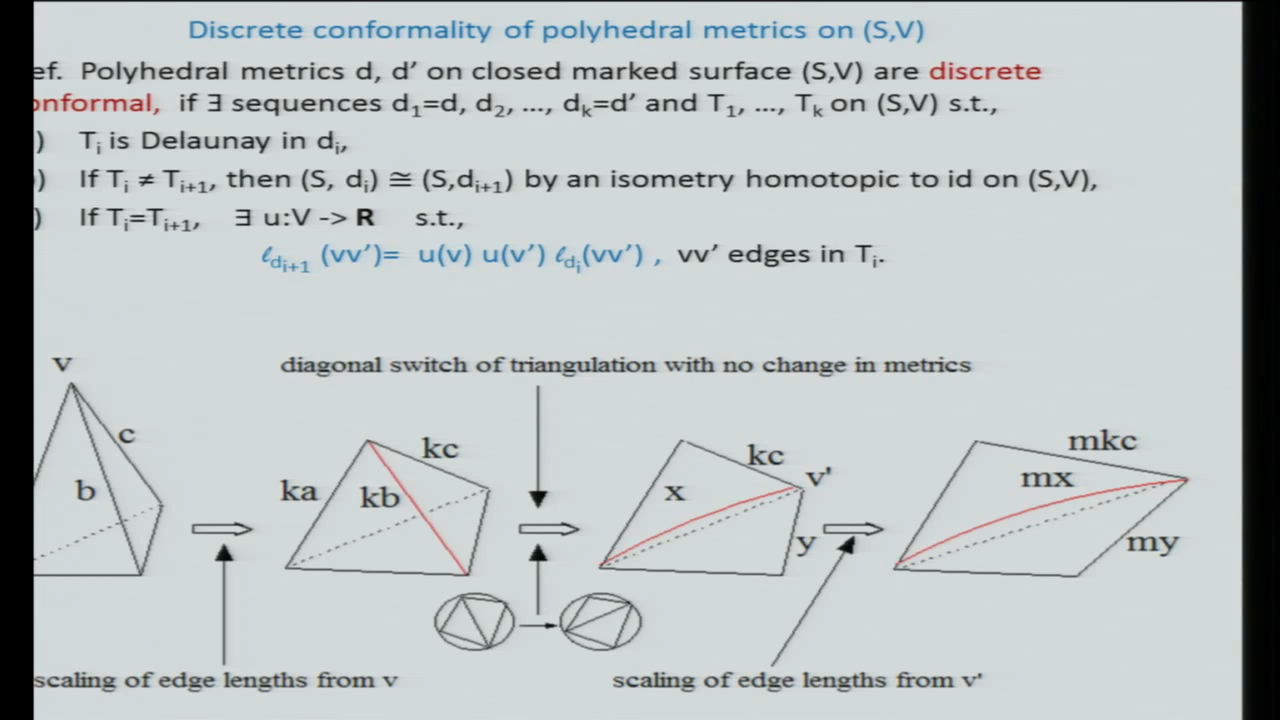 Discrete conformality of polyhedral metrics on (S,V)
ef. Polyhedral metrics d, d’ on closed marked surface (S,V) are discrete
onformal, if ∃ sequences d₁=d, d₂, ..., dₖ=d’ and T₁, ..., Tₖ on (S,V) s.t.,
) Tᵢ is Delaunay in dᵢ,
) If Tᵢ ≠ Tᵢ₊₁, then (S, dᵢ) ≅ (S,dᵢ₊₁) by an isometry homotopic to id on (S,V),
) If Tᵢ=Tᵢ₊₁, ∃ u:V -> R s.t.,
ℓ_{d_{i+1}} (vv’)= u(v) u(v’) ℓ_{d_i}(vv’) , vv’ edges in Tᵢ.
v
diagonal switch of triangulation with no change in metrics
c
b
ka
kb
kc
x
kc
v'
y
mkc
mx
my
scaling of edge lengths from v
scaling of edge lengths from v'